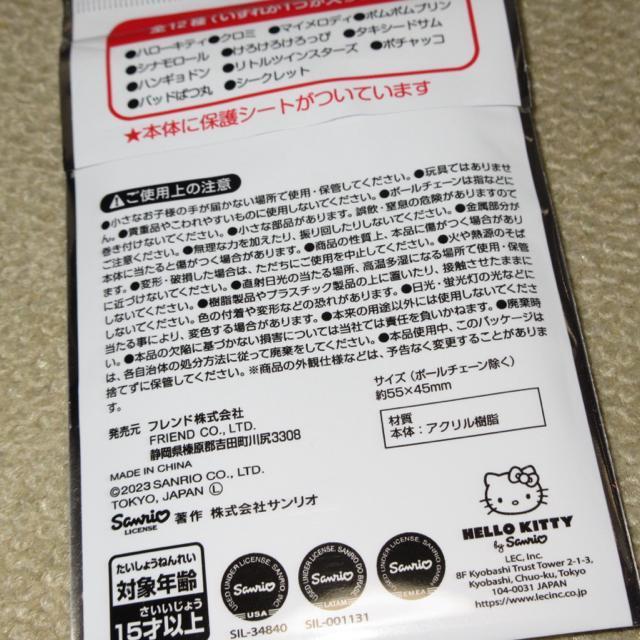 全12種(いずれか1つが入っ
●ハローキティ●クロミ ●マイメロディ●ポムポムプリン
●シナモロール ●けろけろけろっぴ ●タキシードサム
●ハンギョドン ●リトルツインスターズ ●ポチャッコ
●バッドばつ丸 ●シークレット
★本体に保護シートがついています
ご使用上の注意
●小さなお子様の手が届かない場所で使用・保管してください。●玩具ではありませ
ん。●貴重品やこわれやすいものに使用しないでください。●ボールチェーンは指などに
巻き付けないでください。●小さな部品があります。誤飲・窒息の危険がありますので
ご注意ください。●無理な力を加えたり、振り回したりしないでください。●金属部分が
本体に当たると傷がつく場合があります。●商品の性質上、本品に傷がつく場合があり
ます。●変形・破損した場合は、ただちにご使用を中止してください。●火や熱源のそば
に近づけないでください。●直射日光の当たる場所、高温多湿になる場所で使用・保管
しないでください。●樹脂製品やプラスチック製品の上に置いたり、接触させたままに
しないでください。色の付着や変形などの恐れがあります。●日光・蛍光灯の光などに
当たる事により、変色する場合があります。●本来の用途以外には使用しないでくださ
い。●本品の欠陥に基づかない損害については当社では責任を負いかねます。●廃棄時
は、各自治体の処分方法に従って廃棄をしてください。●本品使用中、このパッケージは
捨てずに保管してください。※商品の外観仕様などは、予告なく変更することがありま
す。
発売元 フレンド株式会社
FRIEND CO., LTD.
静岡県榛原郡吉田町川尻3308
サイズ(ボールチェーン除く)
約55×45mm
材質
本体:アクリル樹脂
MADE IN CHINA
©2023 SANRIO CO., LTD.
TOKYO, JAPAN Ⓛ
Sanrio 著作 株式会社サンリオ
LICENSE
HELLO KITTY
by Sanrio
LEC, Inc.
8F Kyobashi Trust Tower 2-1-3,
Kyobashi, Chuo-ku, Tokyo
104-0031 JAPAN
https://www.lecinc.co.jp
たいしょうねんれい
対象年齢
さいいじょう
15才以上
USED UNDER LICENSE. SANRIO INC.
Sanrio
USA
SIL-34840
USED UNDER LICENSE. SANRIO DO BRASIL
Sanrio
LATAM
SIL-001131
USED UNDER LICENSE. SANRIO GMBH
Sanrio
EMEA